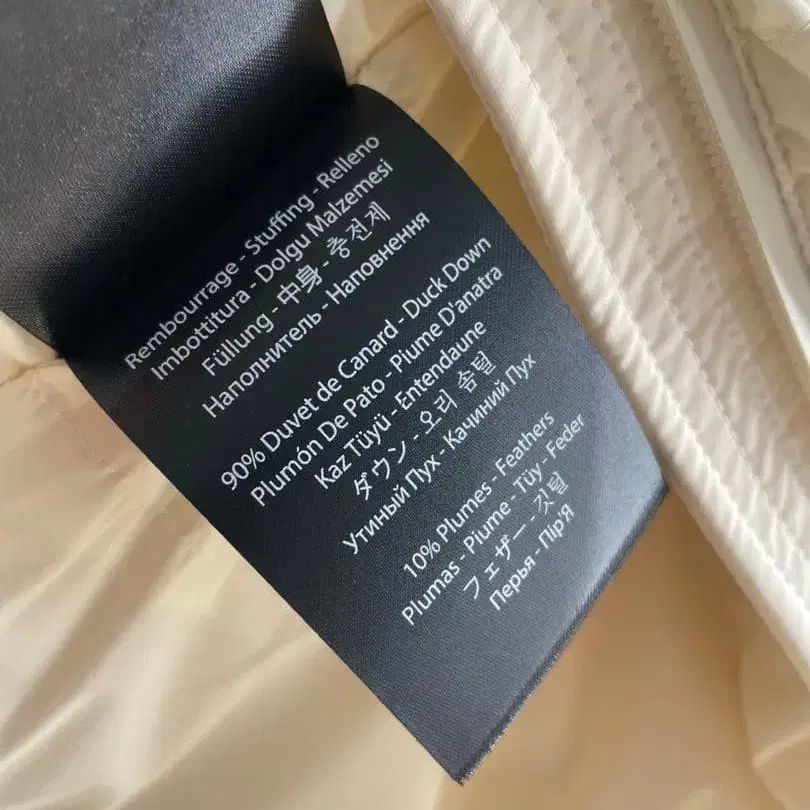 Rembourrage - Stuffing - Relleno
Imbottitura - Dolgu Malzemesi
Füllung - 中身 - 충전제
Наполнитель - Наповнення
90% Duvet de Canard - Duck Down
Plumón De Pato - Piume D'anatra
Kaz Tüyü - Entendaune
ダウン - 오리 솜털
Утиный Пух - Качиний Пух
10% Plumes - Feathers
Plumas - Piume - Tüy - Feder
フェザー - 깃털
Перья - Пір'Я